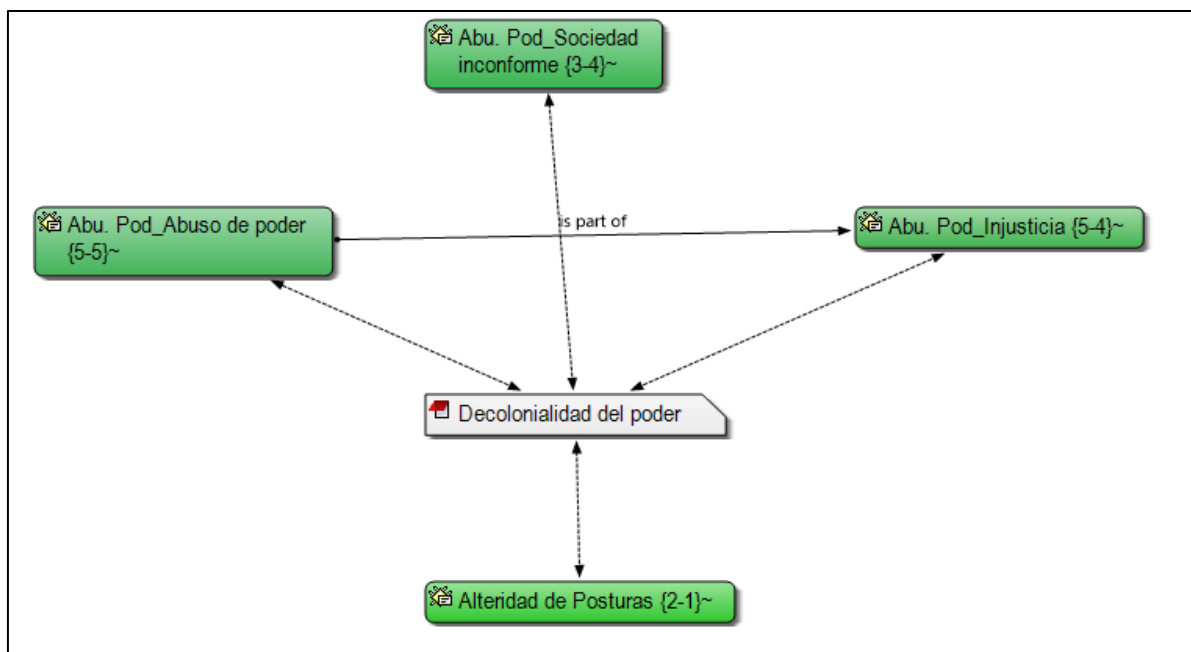 Abu. Pod_Sociedad
inconforme {3-4}~
is part of
Abu. Pod_Abuso de poder
{5-5}~
Abu. Pod_Injusticia {5-4}~
Decolonialidad del poder
Alteridad de Posturas {2-1}~